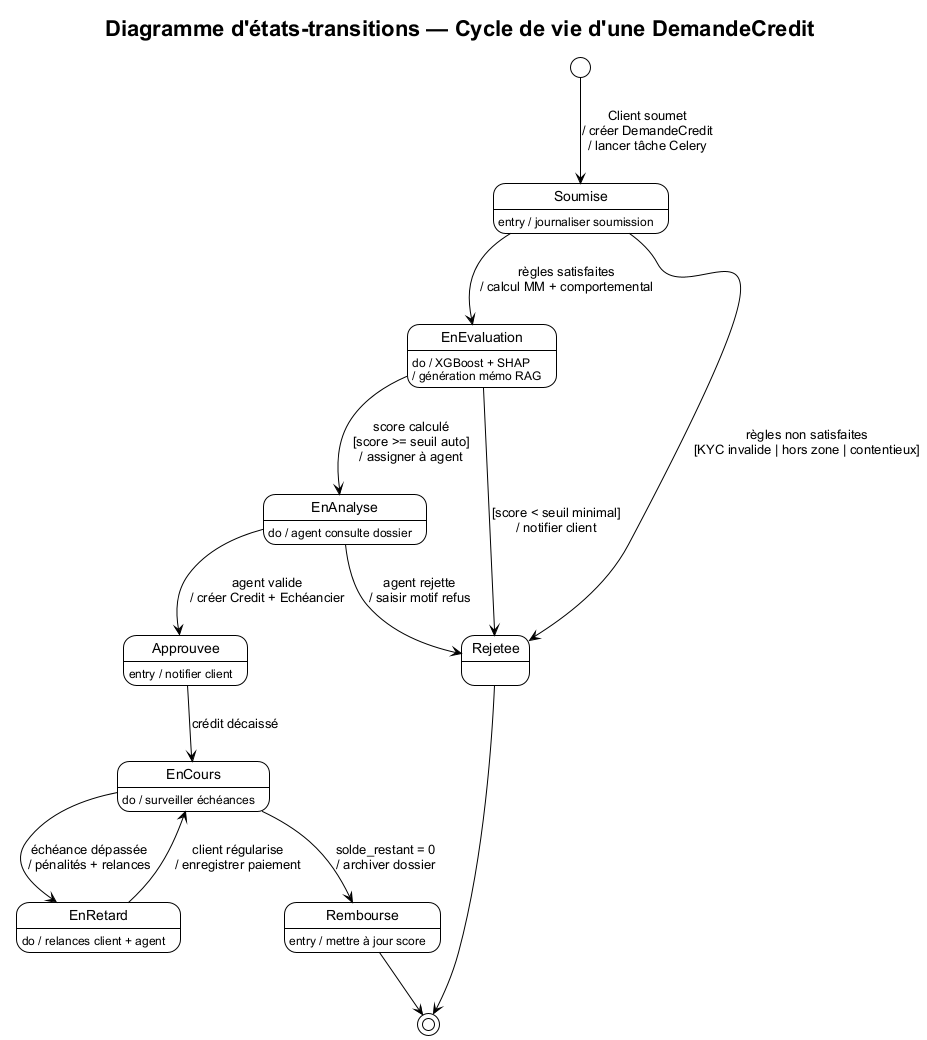 Diagramme d'états-transitions — Cycle de vie d'une DemandeCredit
Client soumet
/ créer DemandeCredit
/ lancer tâche Celery
Soumise
entry / journaliser soumission
règles satisfaites
/ calcul MM + comportemental
EnEvaluation
do / XGBoost + SHAP
/ génération mémo RAG
score calculé
[score >= seuil auto]
/ assigner à agent
règles non satisfaites
[KYC invalide | hors zone | contentieux]
EnAnalyse
do / agent consulte dossier
[score < seuil minimal]
/ notifier client
agent valide
/ créer Credit + Echéancier
agent rejette
/ saisir motif refus
Approuvee
entry / notifier client
Rejetee
crédit décaissé
EnCours
do / surveiller échéances
échéance dépassée
/ pénalités + relances
client régularise
/ enregistrer paiement
solde_restant = 0
/ archiver dossier
EnRetard
do / relances client + agent
Rembourse
entry / mettre à jour score